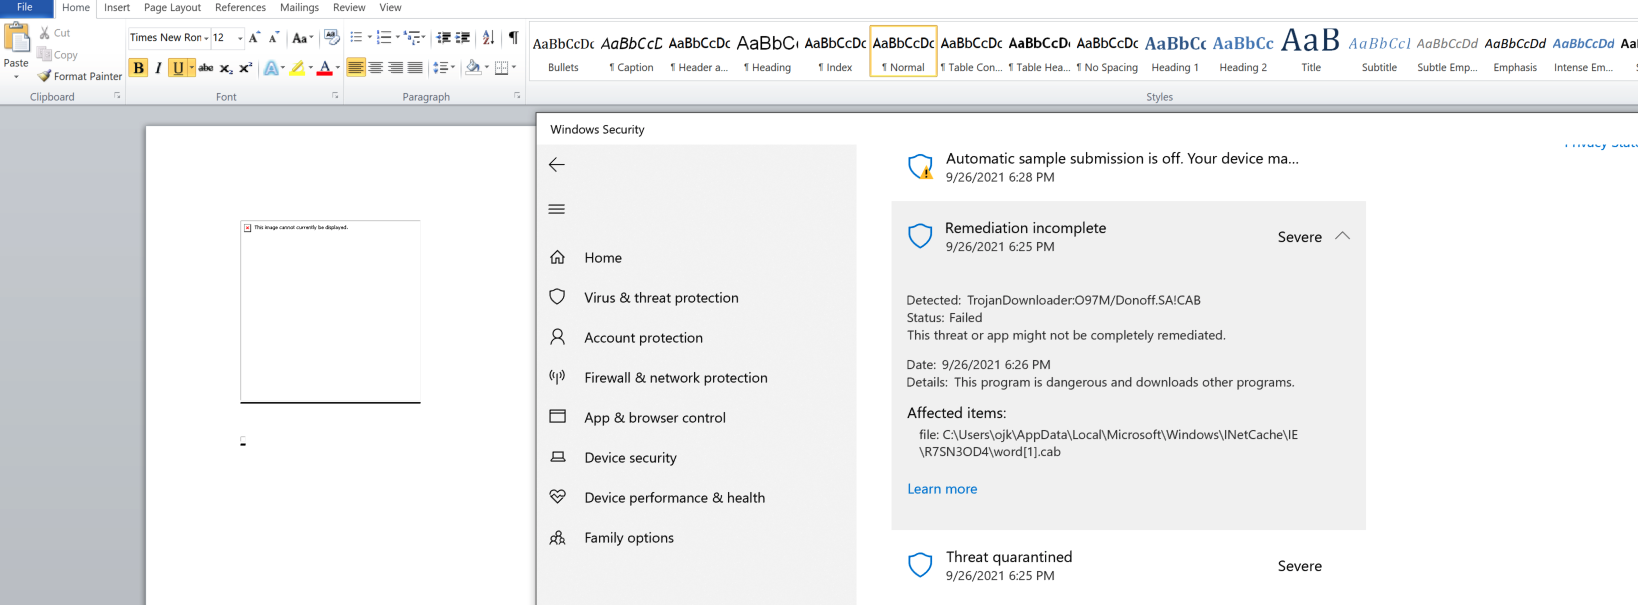 File Home Insert Page Layout References Mailings Review View
Paste
Cut
Copy
Format Painter
Clipboard
Times New Ron 12
Aa
B I U abe x₂ x²
A A
Font
Paragraph
AaBbCcDc AaBbCcD AaBbCcDc AaBbC AaBbCcDc AaBbCcDc AaBbCcDc AaBbCcD AaBbCcDc AaBbCc AaBbCc AaB AaBbCcI AaBbCcDd AaBbCcDd AaBbCcDd
Bullets ¶ Caption ¶ Header a... ¶ Heading ¶ Index ¶ Normal ¶ Table Con... ¶ Table Hea... ¶ No Spacing Heading 1 Heading 2 Title Subtitle Subtle Emp... Emphasis Intense Em...
Styles
This image cannot currently be displayed.
Windows Security
Home
Virus & threat protection
Account protection
Firewall & network protection
App & browser control
Device security
Device performance & health
Family options
Automatic sample submission is off. Your device ma...
9/26/2021 6:28 PM
Remediation incomplete
9/26/2021 6:25 PM
Severe
Detected: TrojanDownloader:O97M/Donoff.SA!CAB
Status: Failed
This threat or app might not be completely remediated.
Date: 9/26/2021 6:26 PM
Details: This program is dangerous and downloads other programs.
Affected items:
file: C:\Users\ojk\AppData\Local\Microsoft\Windows\INetCache\IE
\R7SN3OD4\word[1].cab
Learn more
Threat quarantined
9/26/2021 6:25 PM
Severe